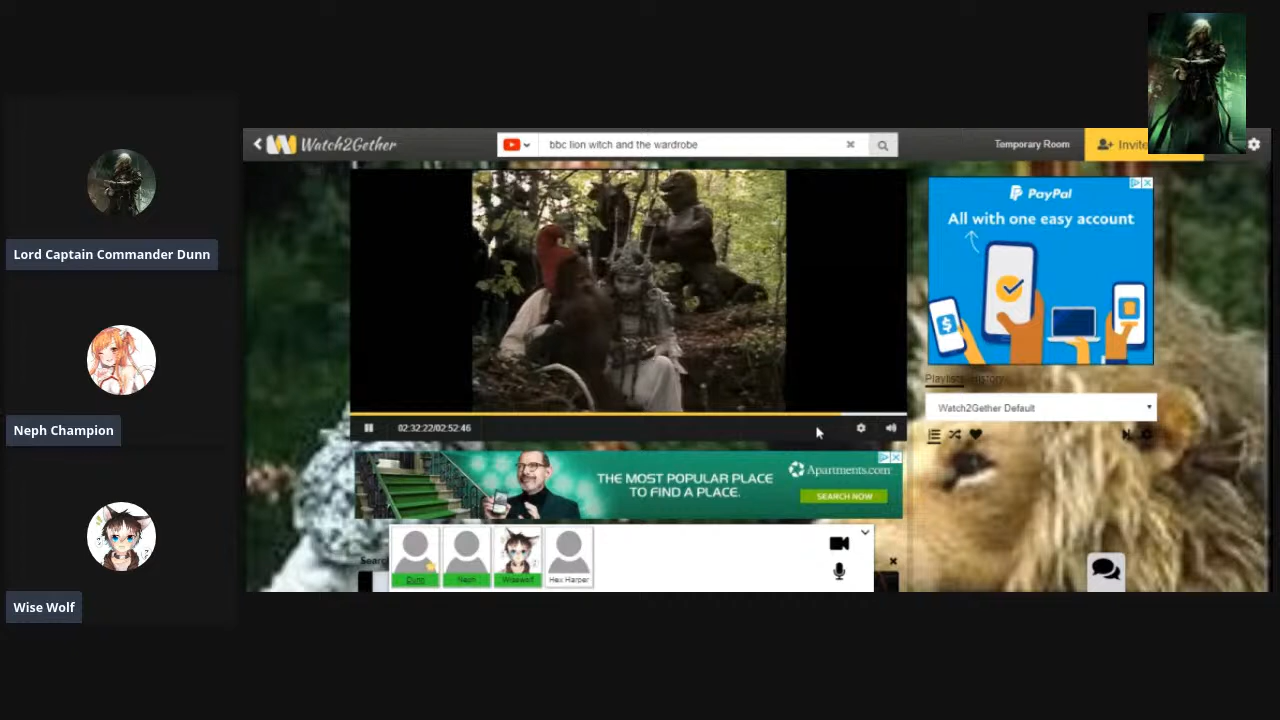 Watch2Gether
bbc lion witch and the wardrobe
Temporary Room
Invite
Lord Captain Commander Dunn
Neph Champion
Wise Wolf
PayPal
All with one easy account
Playlists History
Watch2Gether Default
02:32:22/02:52:46
THE MOST POPULAR PLACE
TO FIND A PLACE.
Apartments.com
SEARCH NOW
Search
Dunn
Neph
Wisewolf
Hex Harper